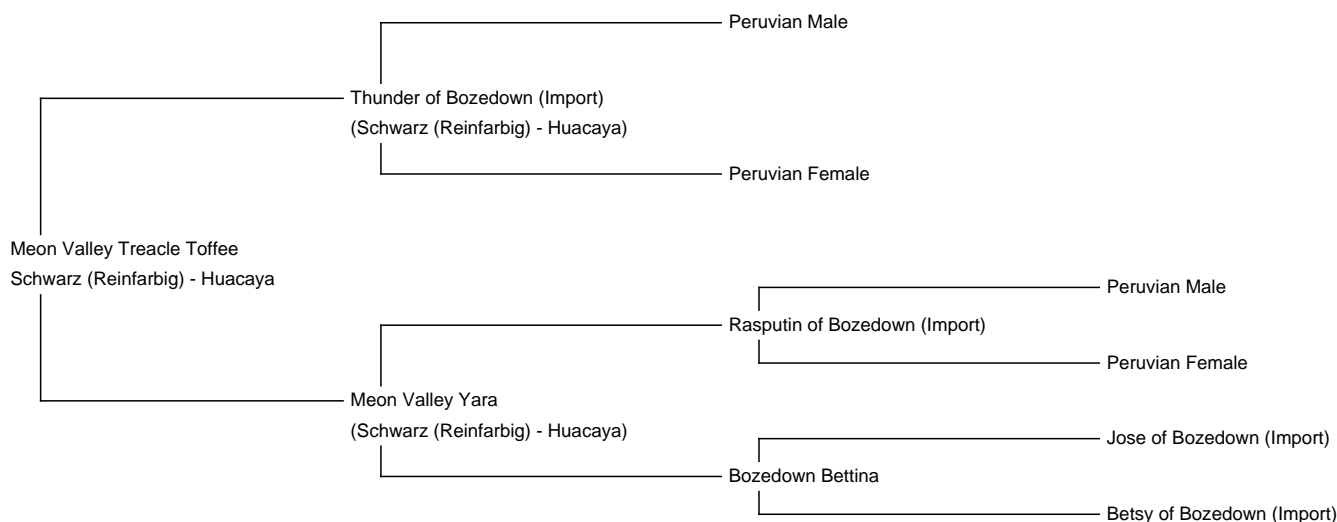 Peruvian Male
Thunder of Bozedown (Import)
(Schwarz (Reinfarbig) - Huacaya)
Peruvian Female
Meon Valley Treacle Toffee
Schwarz (Reinfarbig) - Huacaya
Peruvian Male
Rasputin of Bozedown (Import)
Peruvian Female
Meon Valley Yara
(Schwarz (Reinfarbig) - Huacaya)
Jose of Bozedown (Import)
Bozedown Bettina
Betsy of Bozedown (Import)